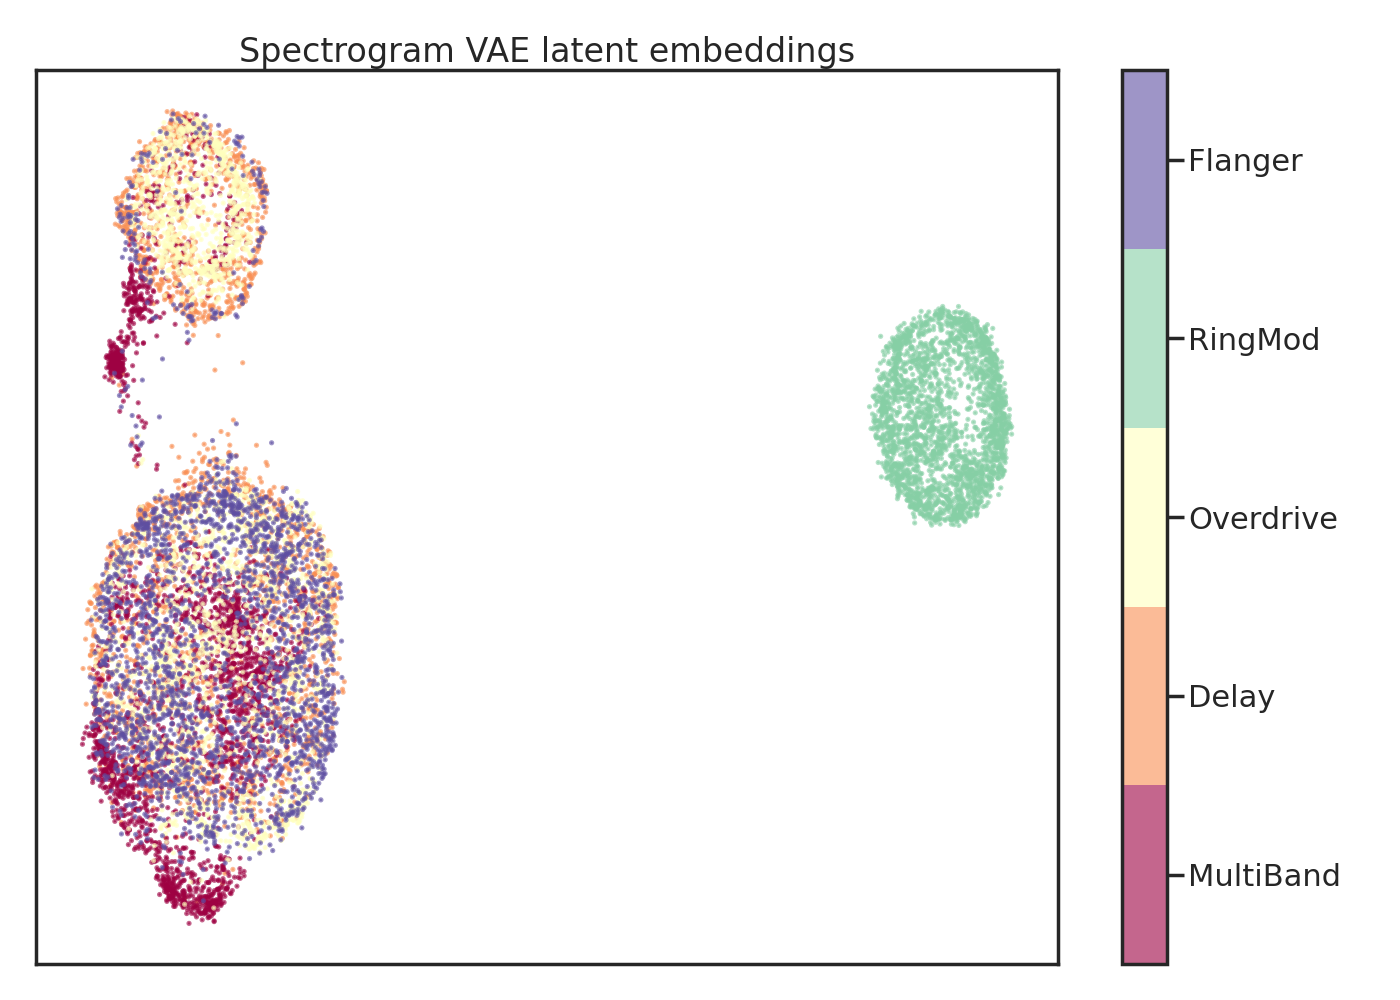 Spectrogram VAE latent embeddings
Flanger
RingMod
Overdrive
Delay
MultiBand